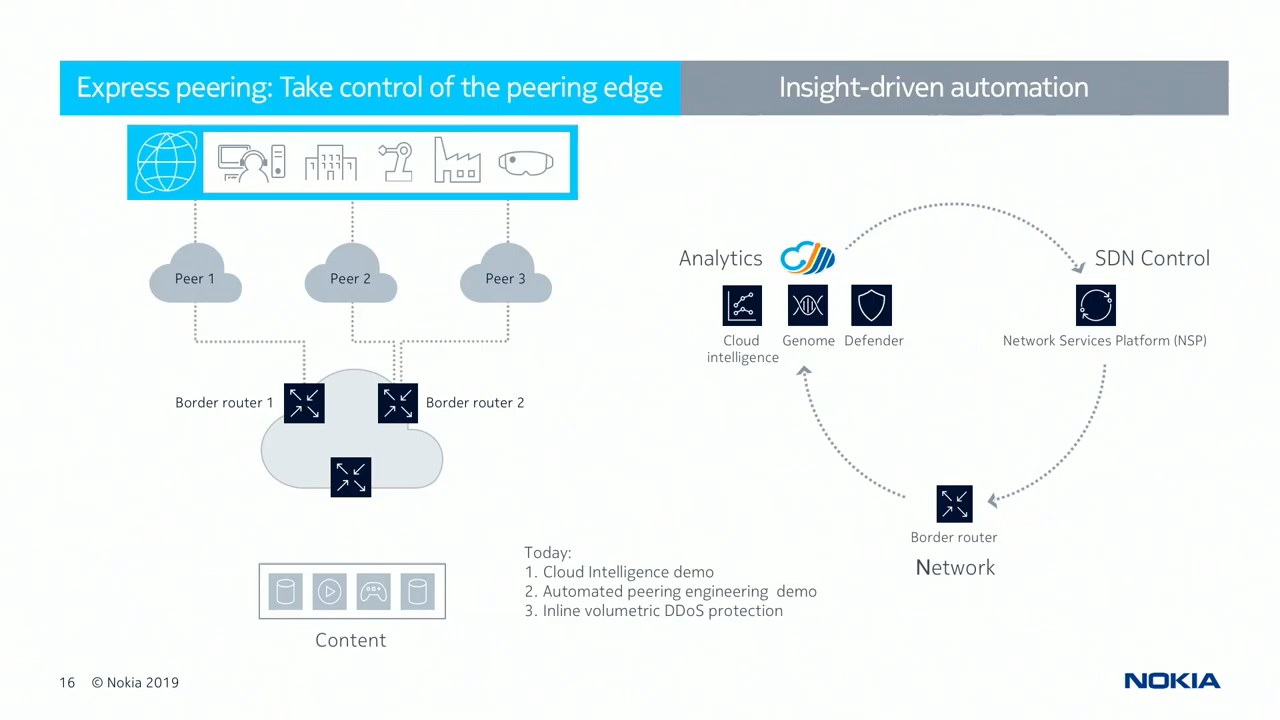 Express peering: Take control of the peering edge
Insight-driven automation
Peer 1
Peer 2
Peer 3
Border router 1
Border router 2
Content
Today:
1. Cloud Intelligence demo
2. Automated peering engineering demo
3. Inline volumetric DDoS protection
Analytics
Cloud
intelligence
Genome
Defender
SDN Control
Network Services Platform (NSP)
Border router
Network
16 © Nokia 2019
NOKIA